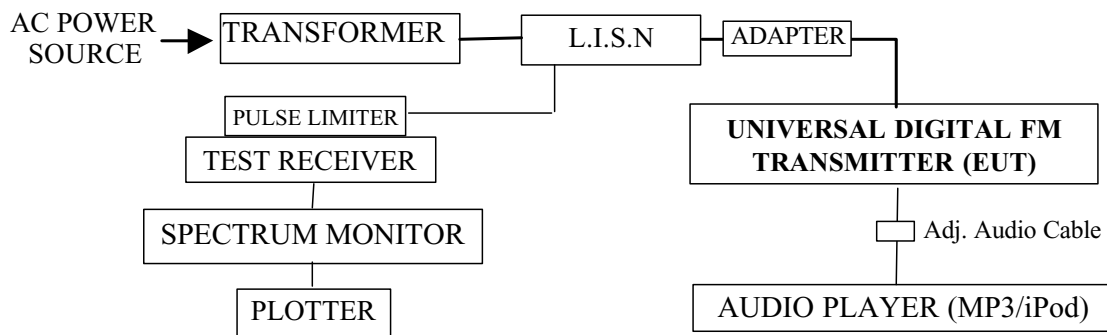 AC POWER
SOURCE
TRANSFORMER
L.I.S.N
ADAPTER
PULSE LIMITER
TEST RECEIVER
SPECTRUM MONITOR
PLOTTER
UNIVERSAL DIGITAL FM
TRANSMITTER (EUT)
Adj. Audio Cable
AUDIO PLAYER (MP3/iPod)